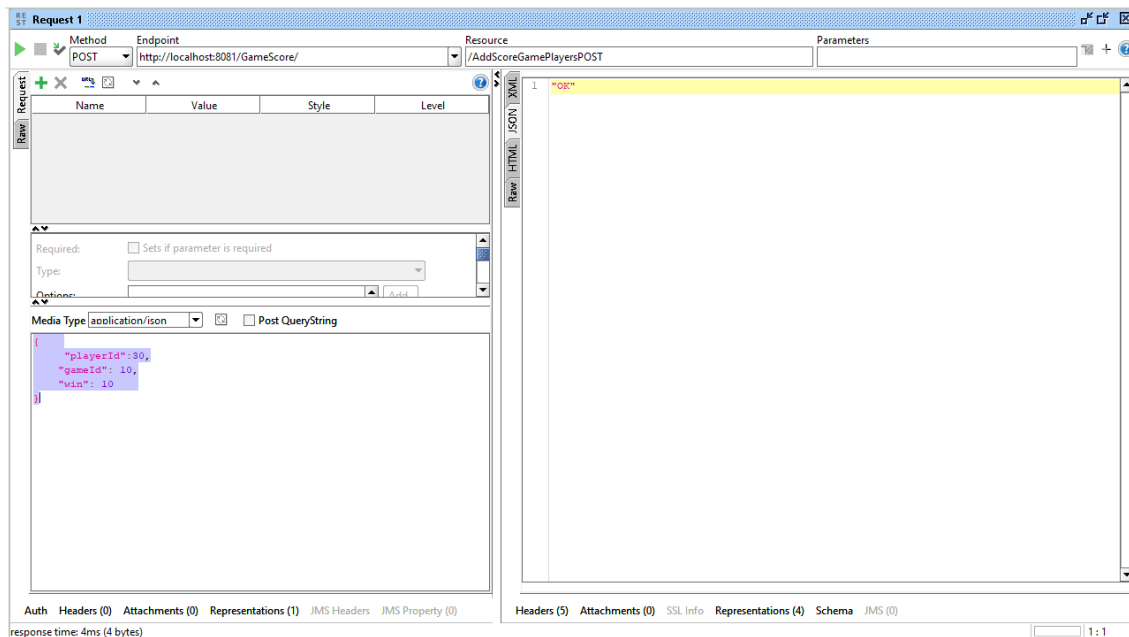 REST Request 1
Method Endpoint Resource Parameters
POST http://localhost:8081/GameScore/ /AddScoreGamePlayersPOST
Request
Raw
Name Value Style Level
Required: Sets if parameter is required
Type:
Options: Add
Media Type application/json Post QueryString
{
"playerId":30,
"gameId": 10,
"win": 10
}
Auth Headers (0) Attachments (0) Representations (1) JMS Headers JMS Property (0)
XML
JSON
HTML
Raw
1 "OK"
Headers (5) Attachments (0) SSL Info Representations (4) Schema JMS (0)
response time: 4ms (4 bytes)
1 : 1